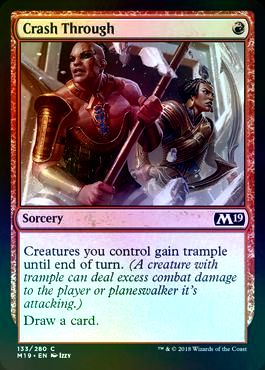 Crash Through
Sorcery
M19
Creatures you control gain trample
until end of turn. (A creature with
trample can deal excess combat damage
to the player or planeswalker it's
attacking.)
Draw a card.
133/280 C
M19 • EN Izzy
™ & © 2018 Wizards of the Coast